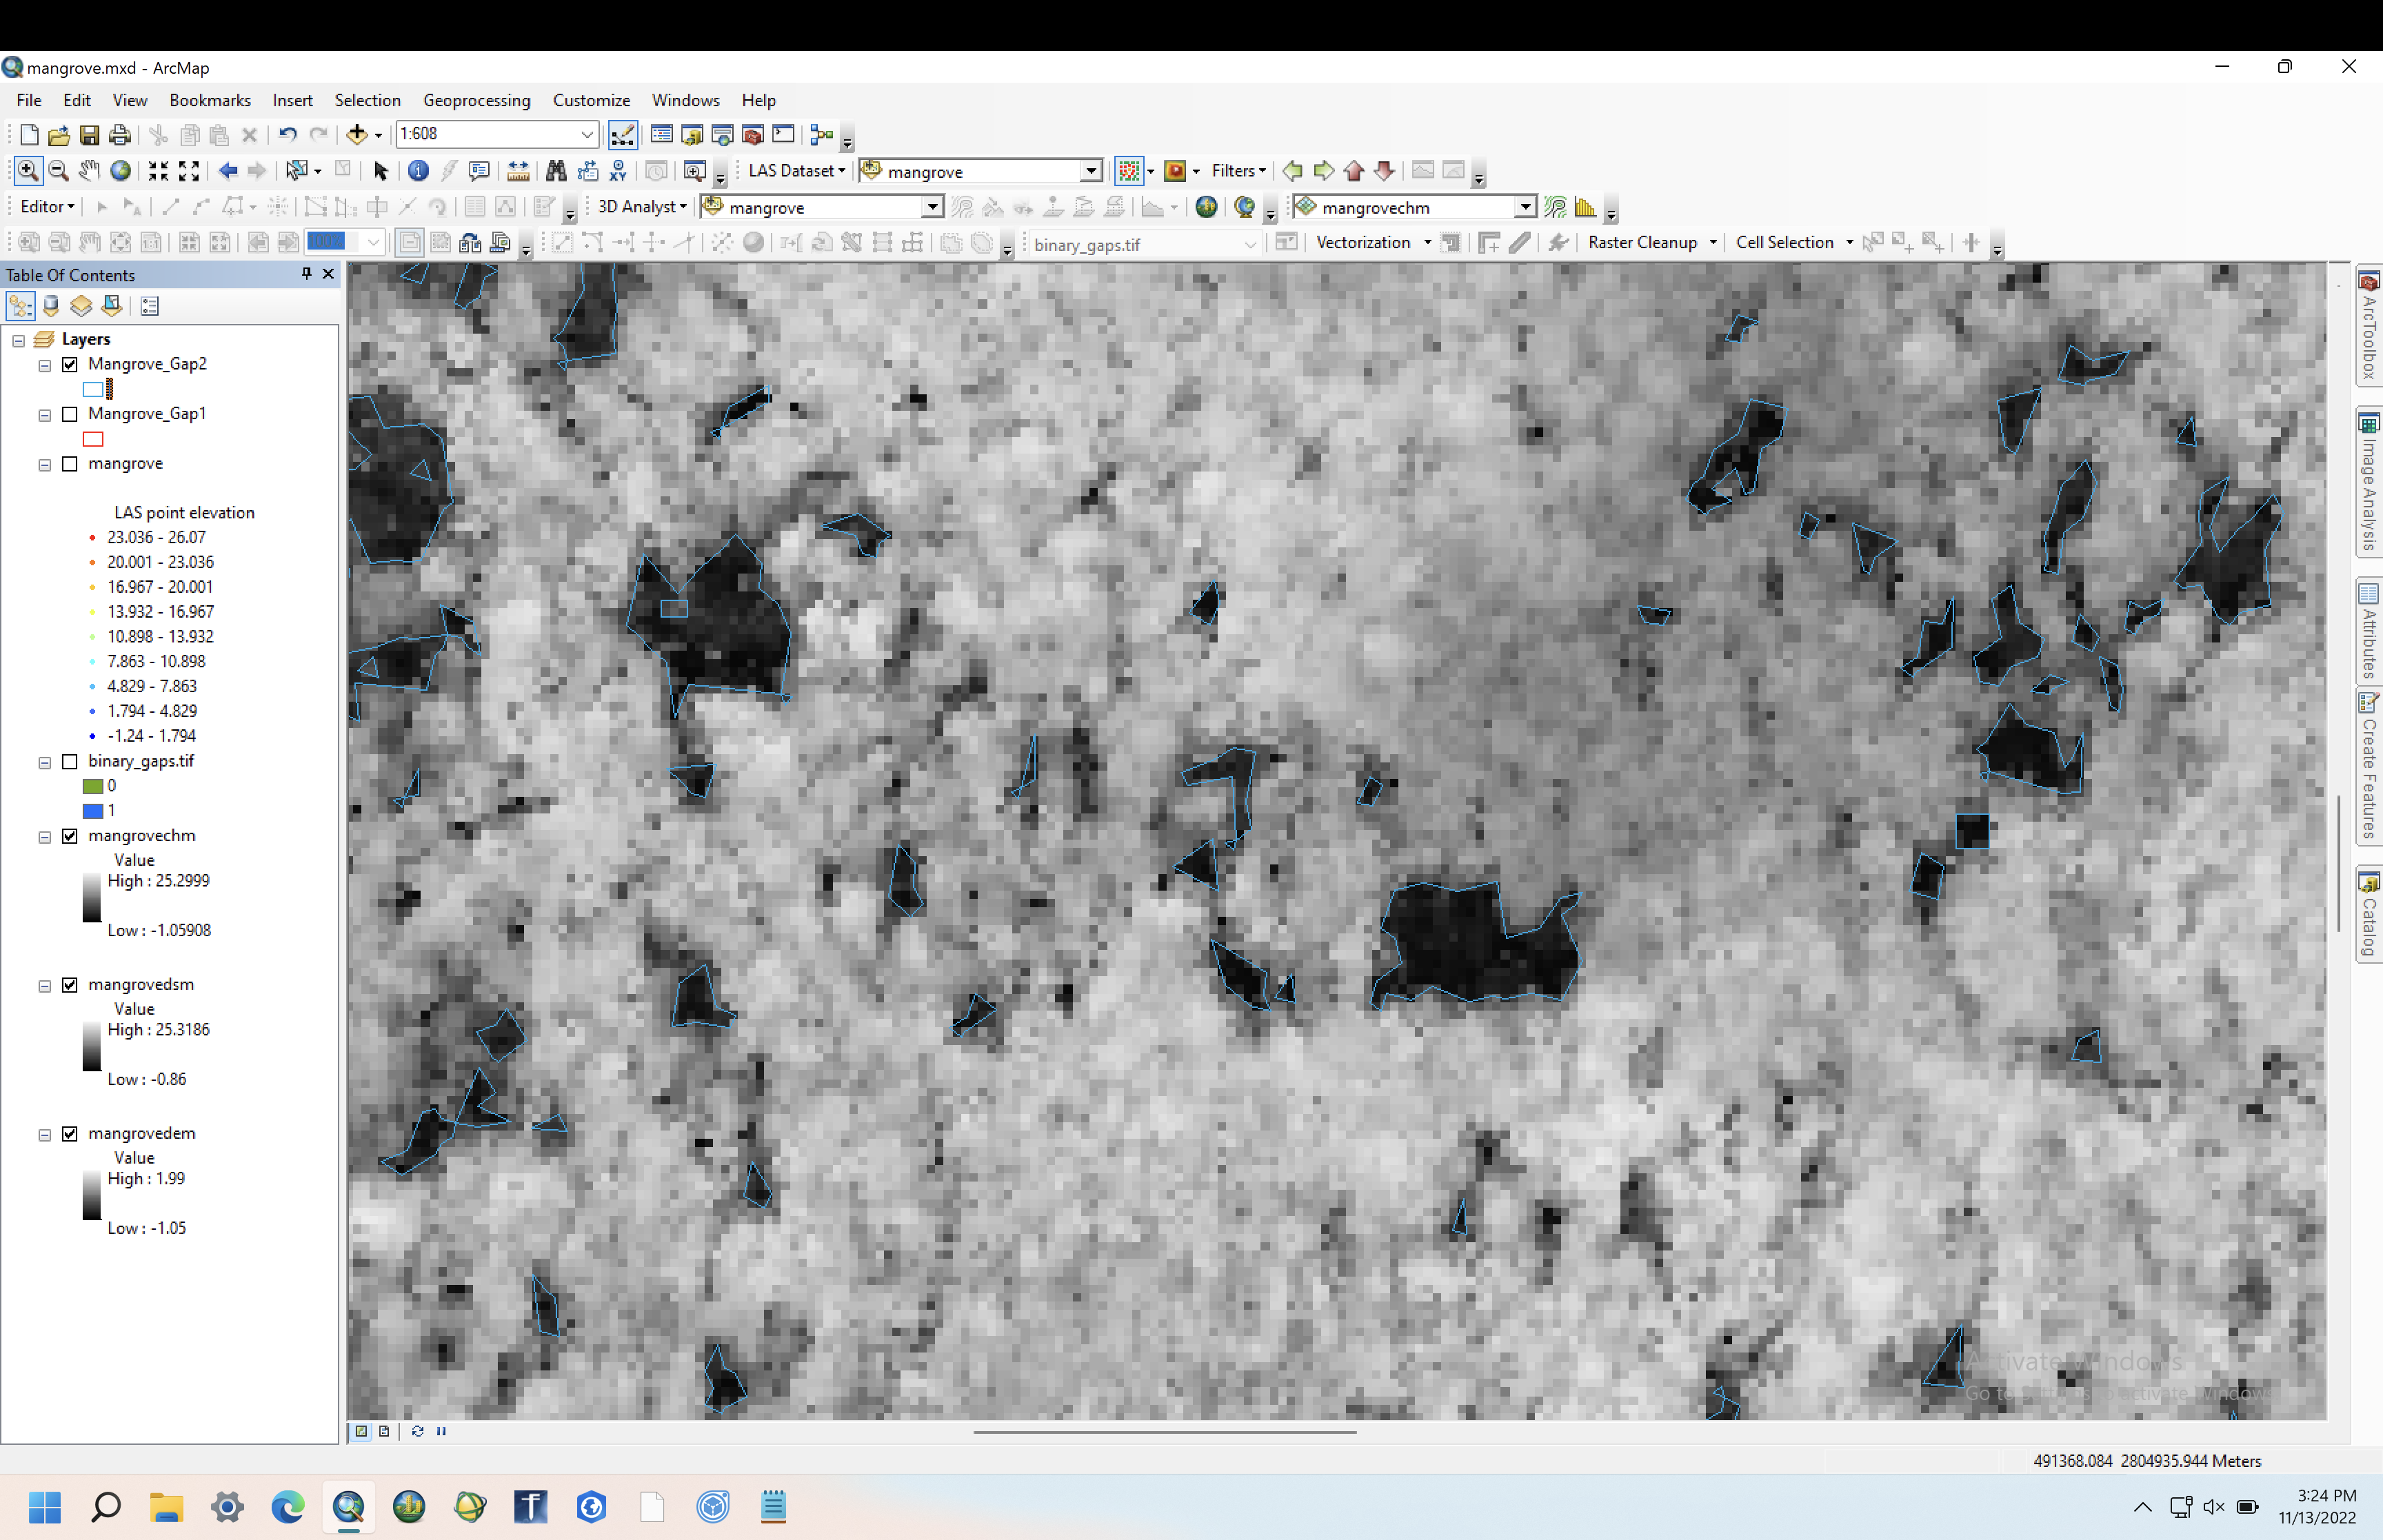 mangrove.mxd - ArcMap
File Edit View Bookmarks Insert Selection Geoprocessing Customize Windows Help
1:608
LAS Dataset mangrove Filters
Editor 3D Analyst mangrove mangrovechm
100% binary_gaps.tif Vectorization Raster Cleanup Cell Selection
Table Of Contents
Layers
Mangrove_Gap2
Mangrove_Gap1
mangrove
LAS point elevation
23.036 - 26.07
20.001 - 23.036
16.967 - 20.001
13.932 - 16.967
10.898 - 13.932
7.863 - 10.898
4.829 - 7.863
1.794 - 4.829
-1.24 - 1.794
binary_gaps.tif
0
1
mangrovechm
Value
High : 25.2999
Low : -1.05908
mangrovedsm
Value
High : 25.3186
Low : -0.86
mangrovedem
Value
High : 1.99
Low : -1.05
ArcToolbox
Image Analysis
Attributes
Create Features
Catalog
Activate Windows
Go to Settings to activate Windows.
491368.084 2804935.944 Meters
3:24 PM
11/13/2022